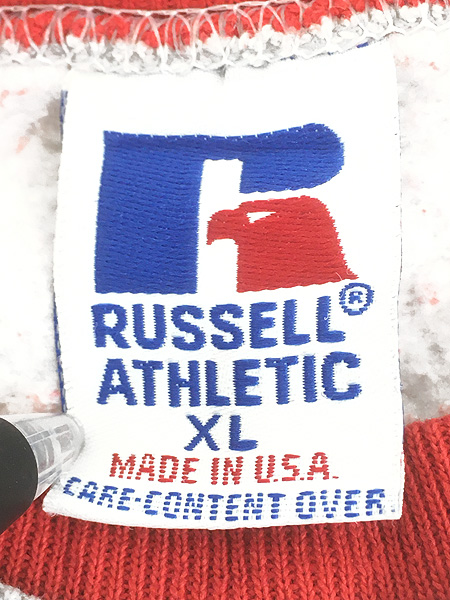 RUSSELL®
ATHLETIC
XL
MADE IN U.S.A.
CARE-CONTENT OVER